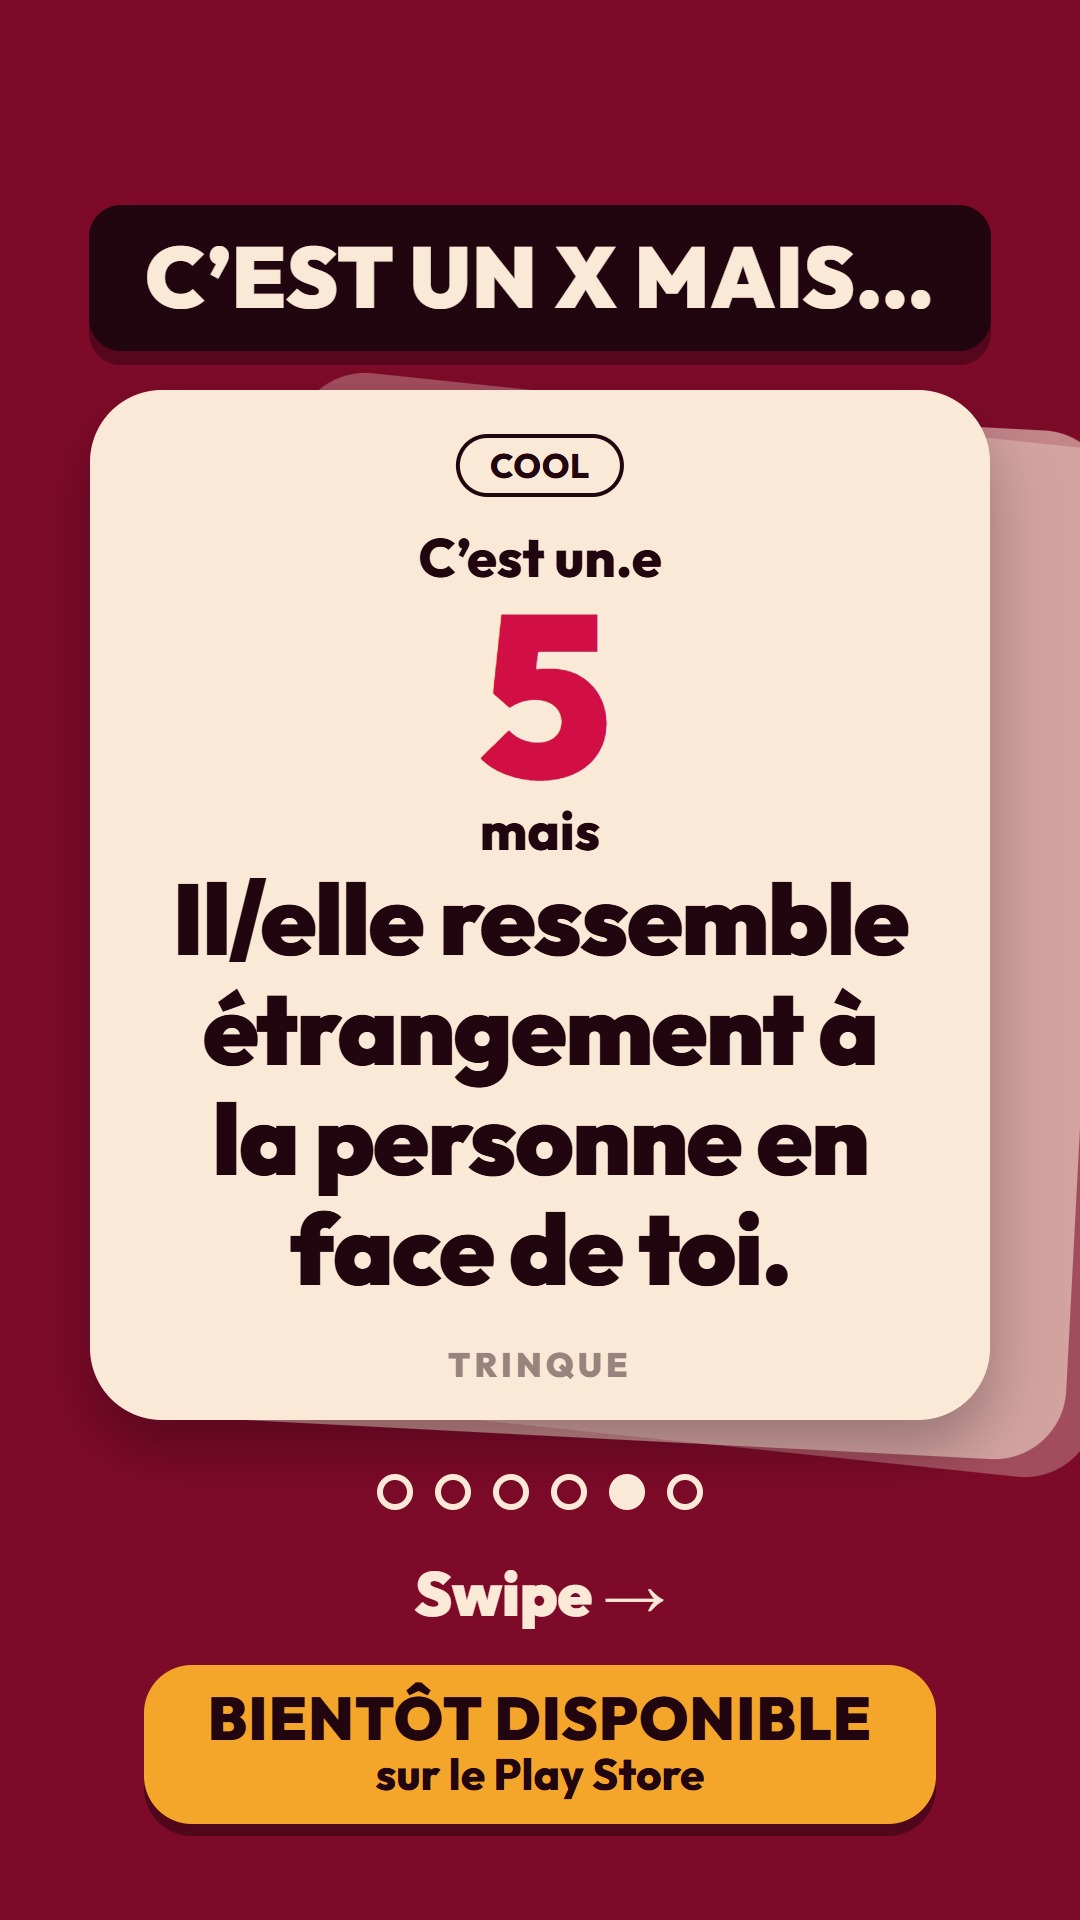 C’EST UN X MAIS...
COOL
C’est un.e
5
mais
Il/elle ressemble
étrangement à
la personne en
face de toi.
TRINQUE
Swipe →
BIENTÔT DISPONIBLE
sur le Play Store